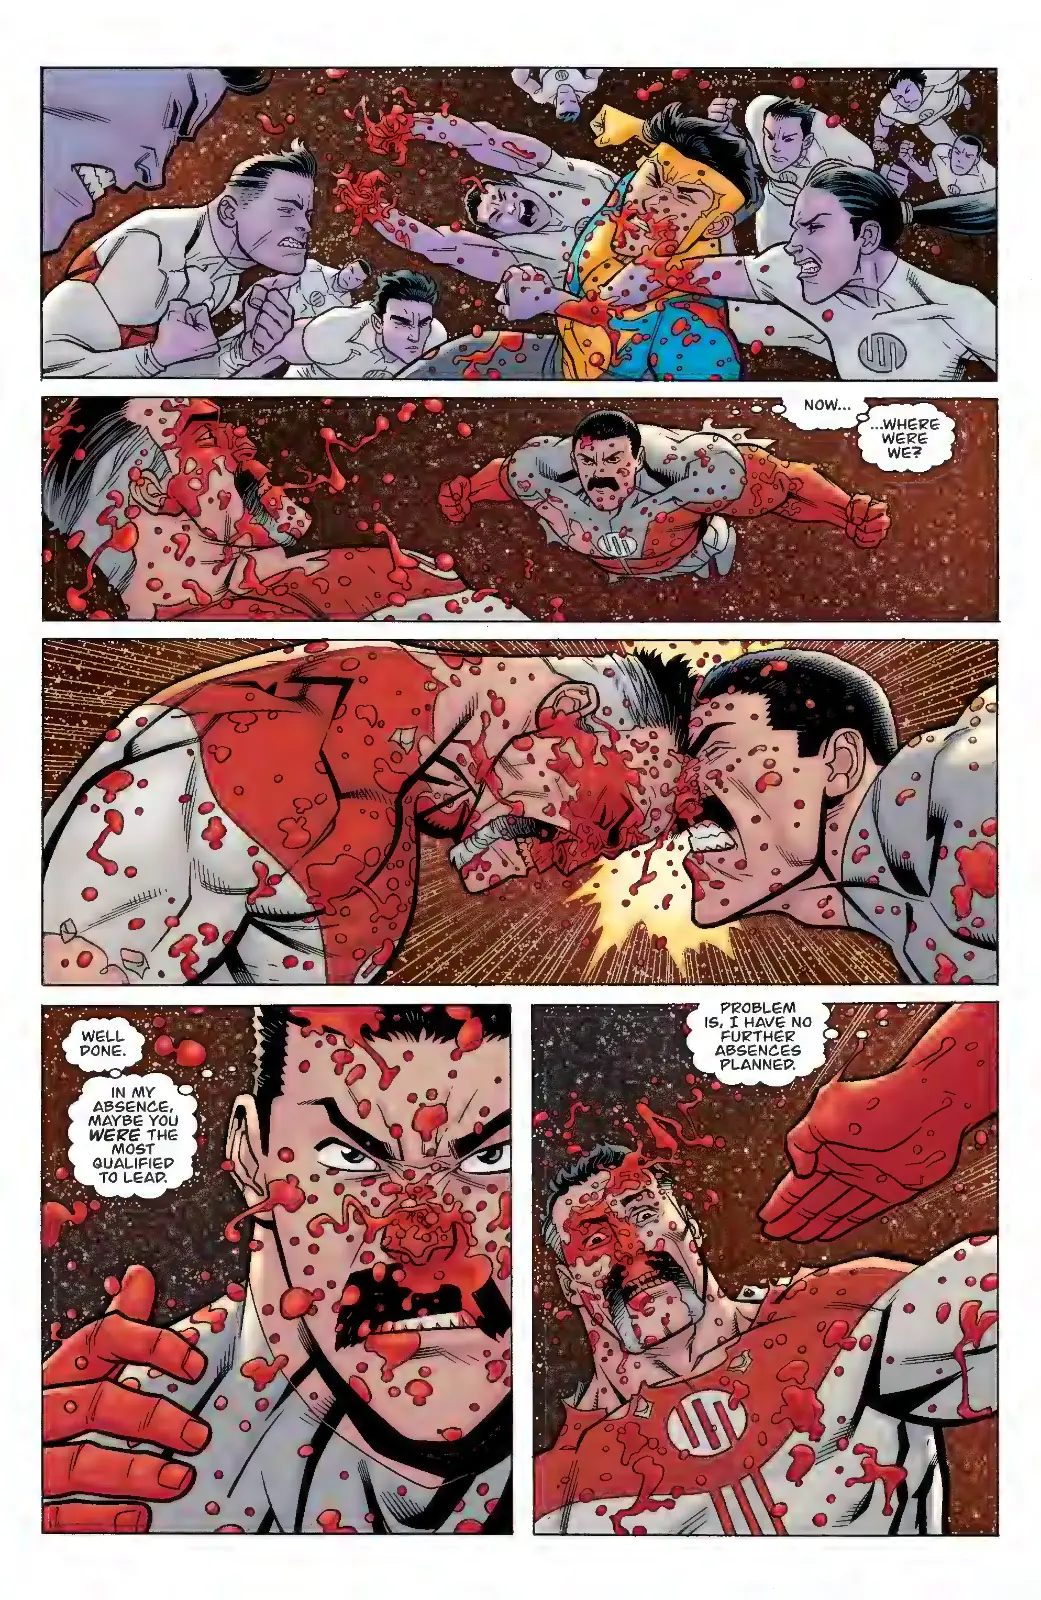 NOW...
...WHERE
WERE
WE?
WELL
DONE.
IN MY
ABSENCE,
MAYBE YOU
WERE THE
MOST
QUALIFIED
TO LEAD.
PROBLEM
IS, I HAVE NO
FURTHER
ABSENCES
PLANNED.